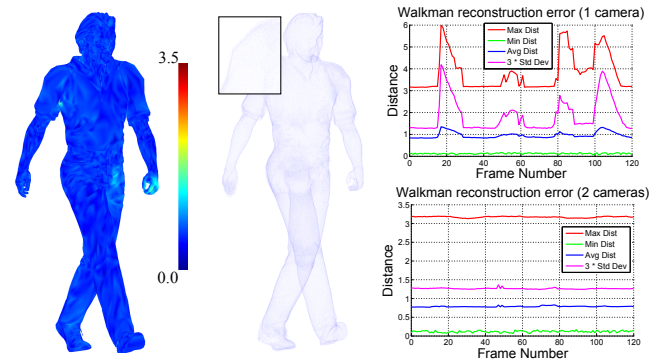 3.5
0.0
Walkman reconstruction error (1 camera)
6
5
4
3
2
1
0
Distance
Max Dist
Min Dist
Avg Dist
3 * Std Dev
0 20 40 60 80 100 120
Frame Number
Walkman reconstruction error (2 cameras)
3.5
3
2.5
2
1.5
1
0.5
0
Distance
Max Dist
Min Dist
Avg Dist
3 * Std Dev
0 20 40 60 80 100 120
Frame Number